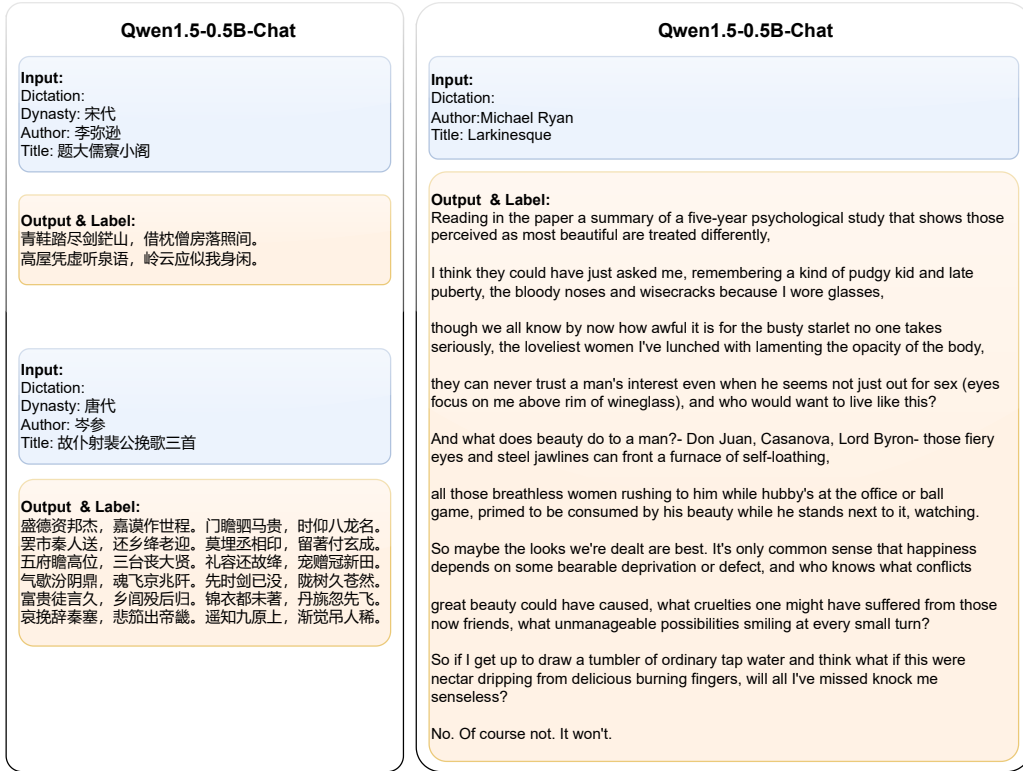 Qwen1.5-0.5B-Chat
Input:
Dictation:
Dynasty: 宋代
Author: 李弥逊
Title: 题大儒寮小阁
Output & Label:
青鞋踏尽剑鋩山，借枕僧房落照间。
高屋凭虚听泉语，岭云应似我身闲。
Input:
Dictation:
Dynasty: 唐代
Author: 岑参
Title: 故仆射裴公挽歌三首
Output & Label:
盛德资邦杰，嘉谟作世程。门瞻驷马贵，时仰八龙名。
罢市秦人送，还乡绛老迎。莫埋丞相印，留著付玄成。
五府瞻高位，三台丧大贤。礼容还故绛，宠赠冠新田。
气歇汾阴鼎，魂飞京兆阡。先时剑已没，陇树久苍然。
富贵徒言久，乡闾殁后归。锦衣都未著，丹旐忽先飞。
哀挽辞秦塞，悲笳出帝畿。遥知九原上，渐觉吊人稀。
Qwen1.5-0.5B-Chat
Input:
Dictation:
Author:Michael Ryan
Title: Larkinesque
Output & Label:
Reading in the paper a summary of a five-year psychological study that shows those
perceived as most beautiful are treated differently,
I think they could have just asked me, remembering a kind of pudgy kid and late
puberty, the bloody noses and wisecracks because I wore glasses,
though we all know by now how awful it is for the busty starlet no one takes
seriously, the loveliest women I've lunched with lamenting the opacity of the body,
they can never trust a man's interest even when he seems not just out for sex (eyes
focus on me above rim of wineglass), and who would want to live like this?
And what does beauty do to a man?- Don Juan, Casanova, Lord Byron- those fiery
eyes and steel jawlines can front a furnace of self-loathing,
all those breathless women rushing to him while hubby's at the office or ball
game, primed to be consumed by his beauty while he stands next to it, watching.
So maybe the looks we're dealt are best. It's only common sense that happiness
depends on some bearable deprivation or defect, and who knows what conflicts
great beauty could have caused, what cruelties one might have suffered from those
now friends, what unmanageable possibilities smiling at every small turn?
So if I get up to draw a tumbler of ordinary tap water and think what if this were
nectar dripping from delicious burning fingers, will all I've missed knock me
senseless?
No. Of course not. It won't.